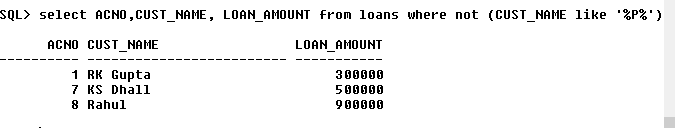 SQL> select ACNO,CUST_NAME, LOAN_AMOUNT from loans where not (CUST_NAME like '%P%')
ACNO CUST_NAME LOAN_AMOUNT
---------- ------------------------- -----------
1 RK Gupta 300000
7 KS Dhall 500000
8 Rahul 900000